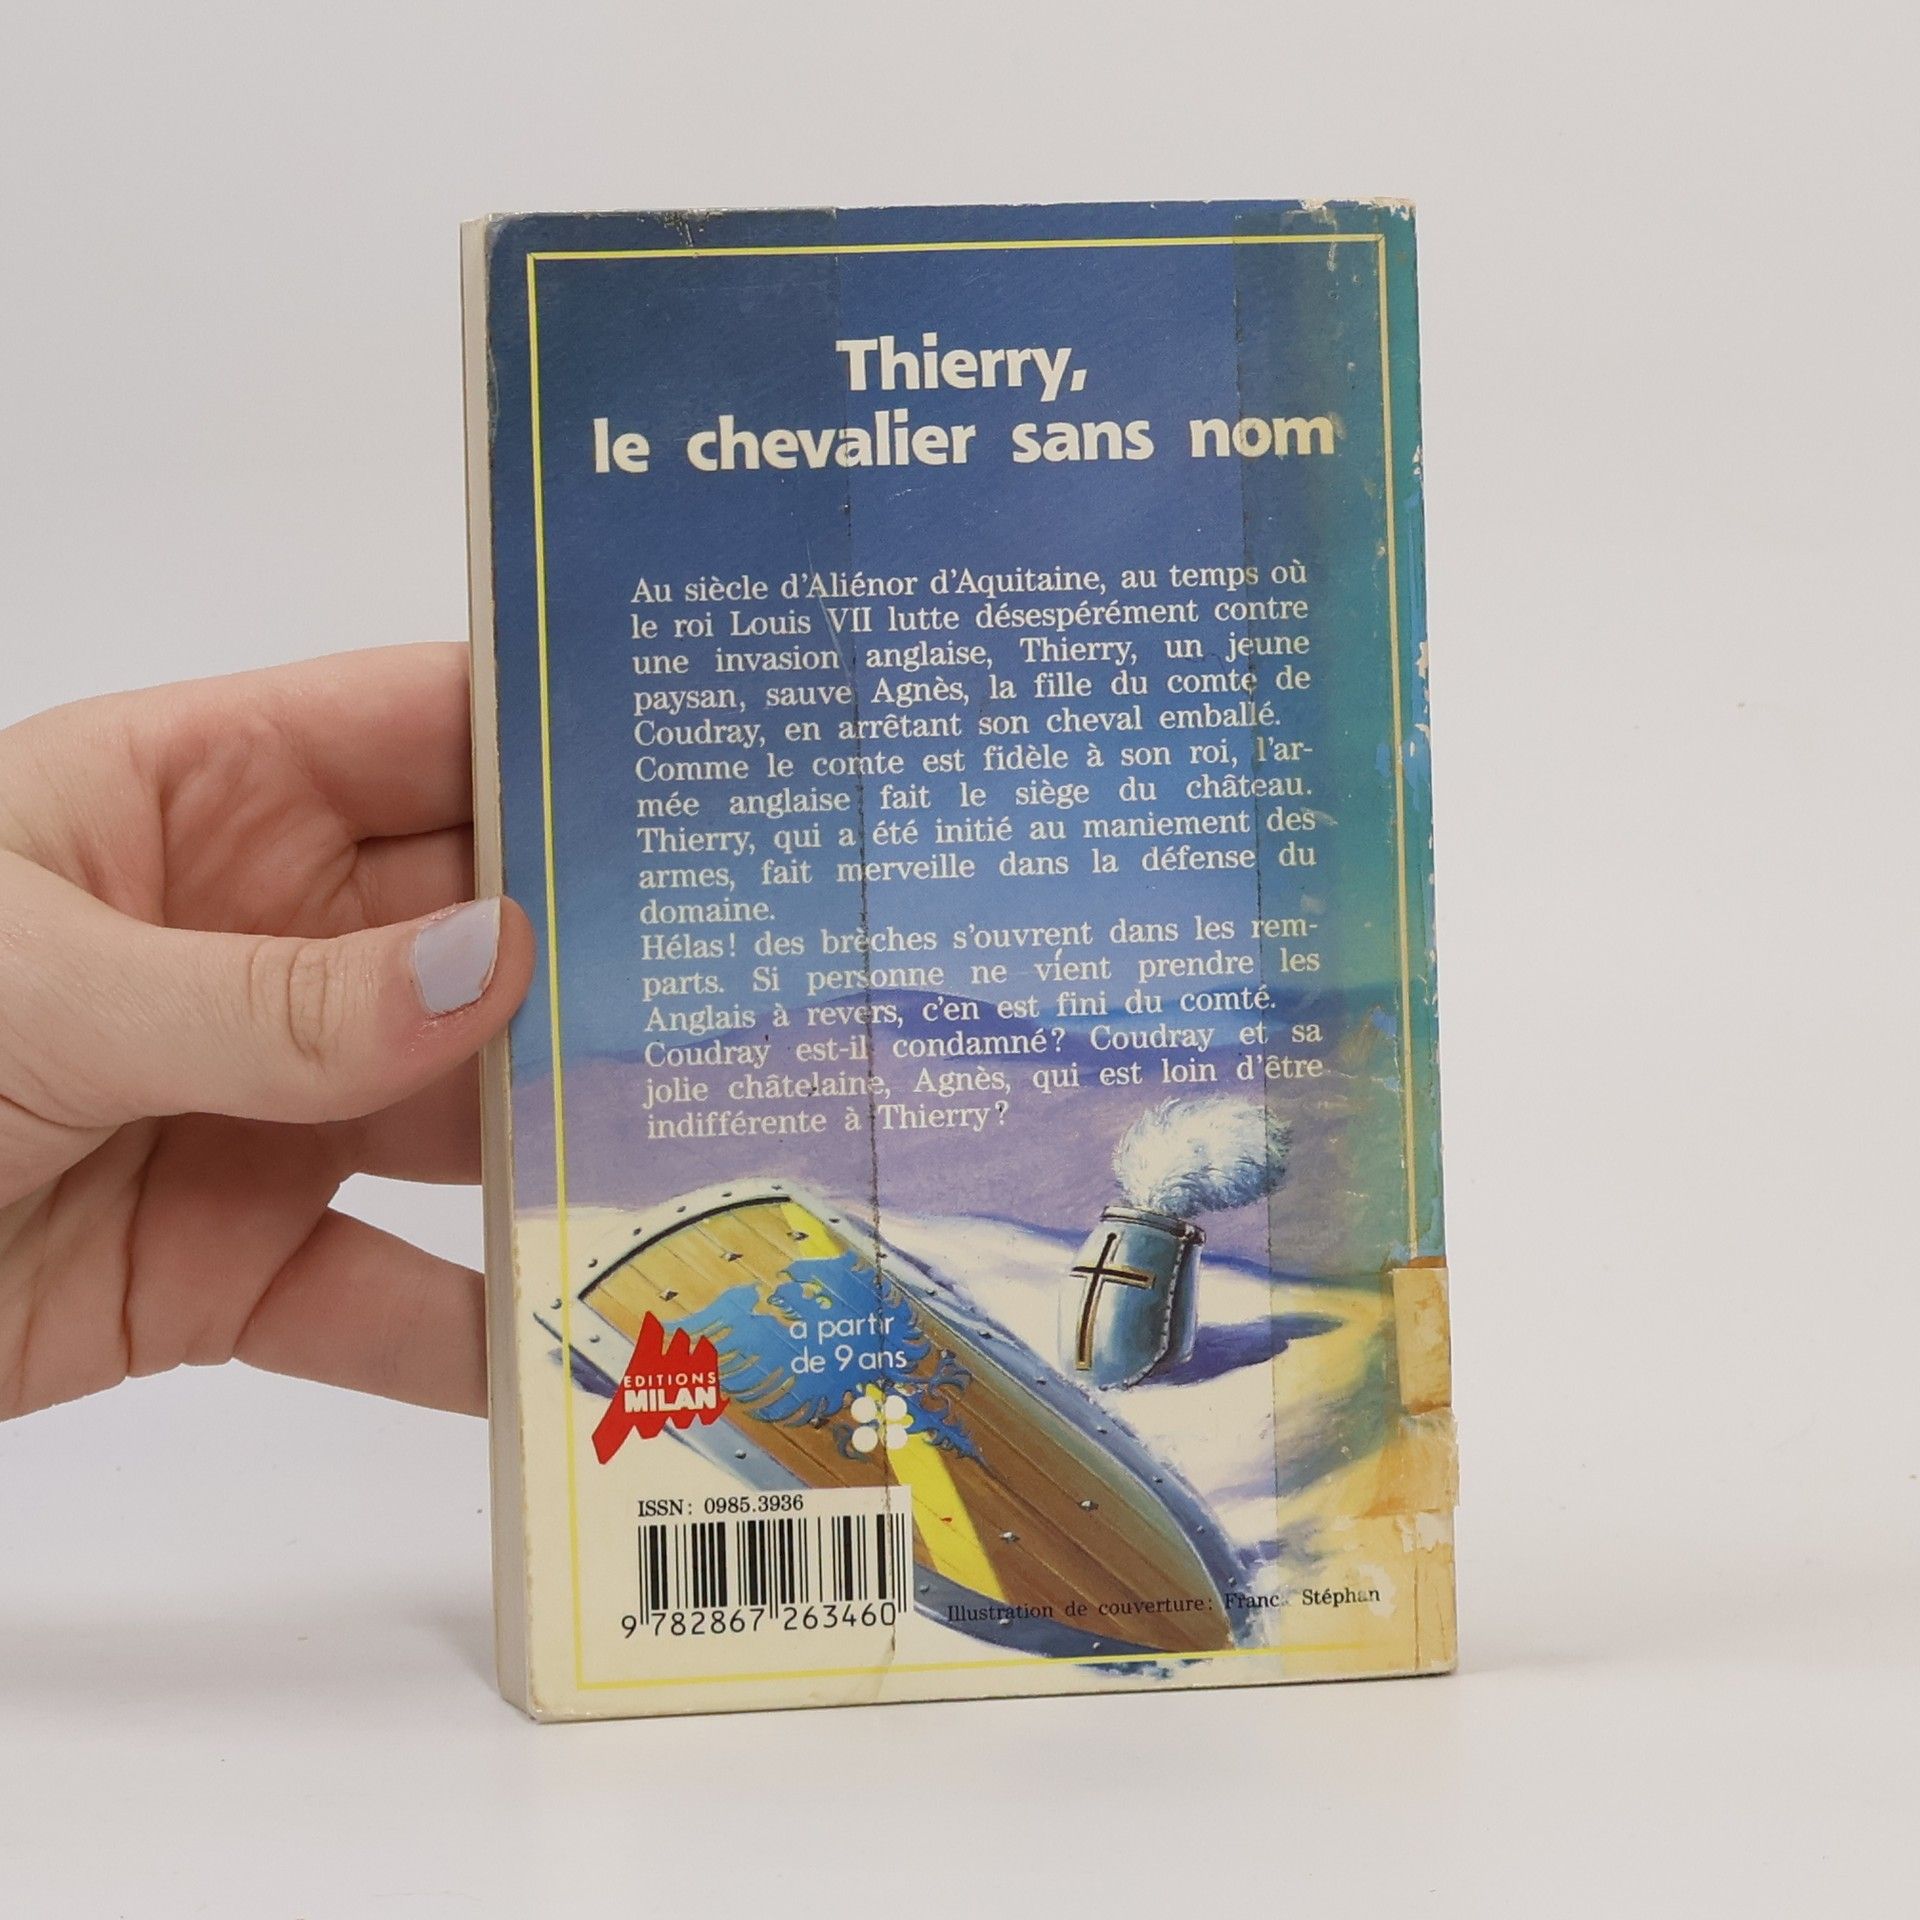 Thierry,
le chevalier sans nom
Au siècle d'Aliénor d'Aquitaine, au temps où
le roi Louis VII lutte désespérément contre
une invasion anglaise, Thierry, un jeune
paysan, sauve Agnès, la fille du comte de
Coudray, en arrêtant son cheval emballé.
Comme le comte est fidèle à son roi, l'ar-
mée anglaise fait le siège du château.
Thierry, qui a été initié au maniement des
armes, fait merveille dans la défense du
domaine.
Hélas! des brèches s'ouvrent dans les rem-
parts. Si personne ne vient prendre les
Anglais à revers, c'en est fini du comté.
Coudray est-il condamné? Coudray et sa
jolie châtelaine, Agnès, qui est loin d'être
indifférente à Thierry?
à partir
de 9 ans
EDITIONS
MILAN
ISSN: 0985.3936
9 782867 263460
Illustration de couverture: Stéphan